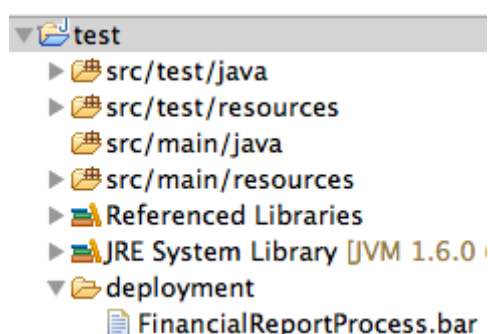 test
src/test/java
src/test/resources
src/main/java
src/main/resources
Referenced Libraries
JRE System Library [JVM 1.6.0
deployment
FinancialReportProcess.bar